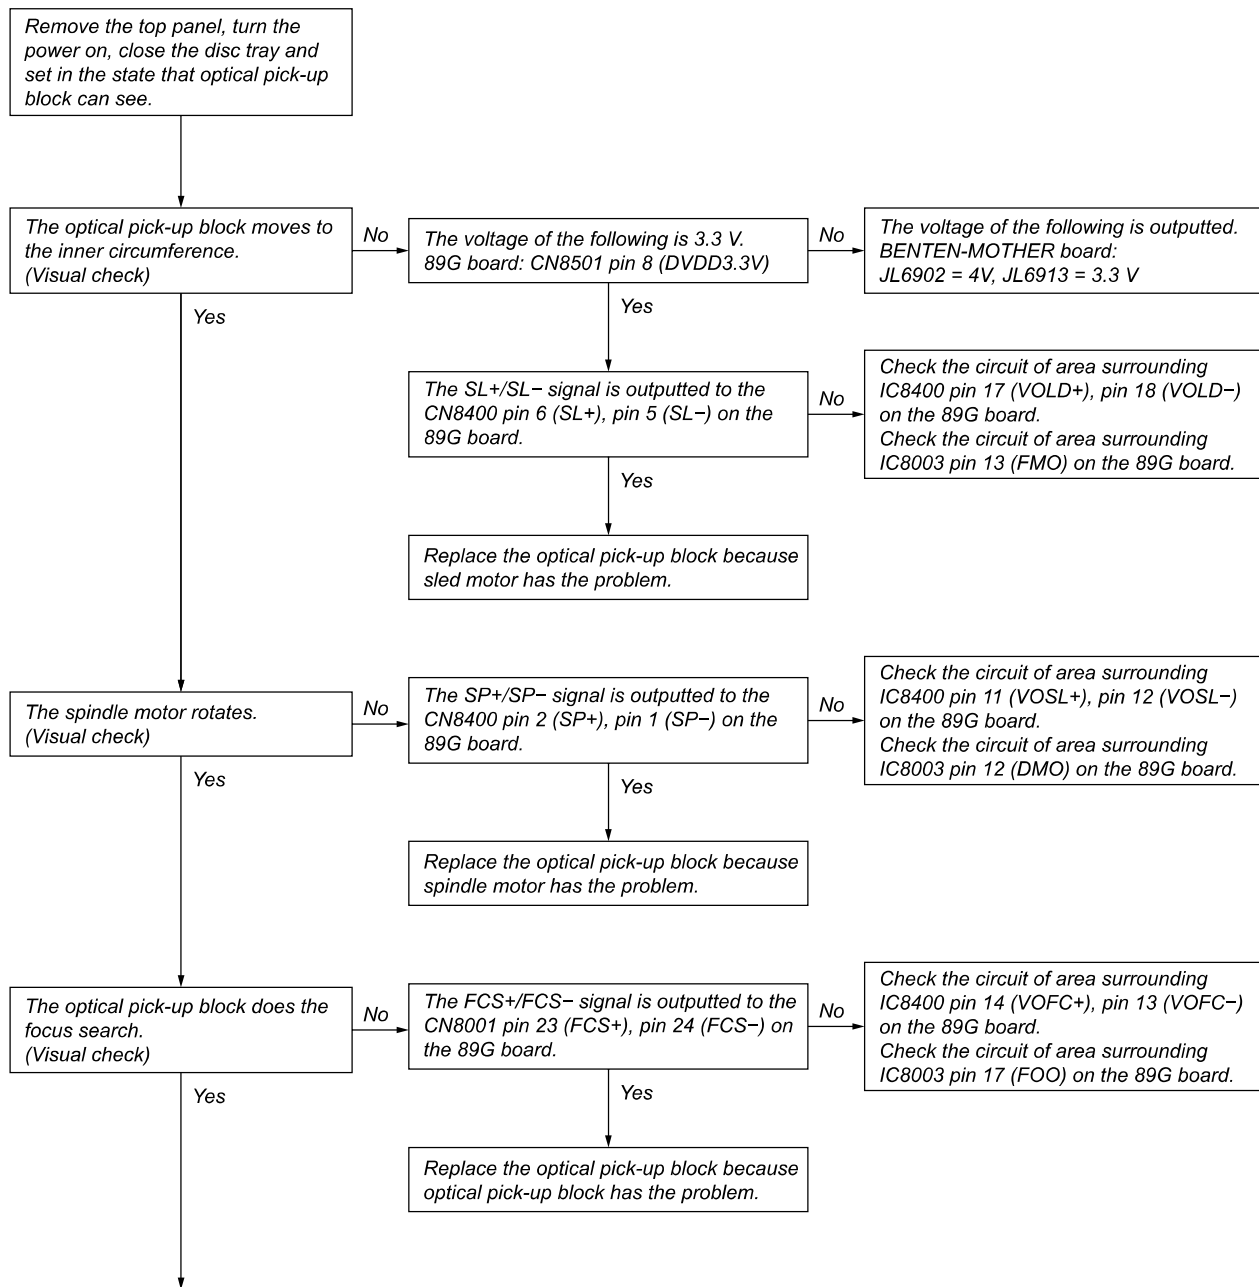 Remove the top panel, turn the
power on, close the disc tray and
set in the state that optical pick-up
block can see.
The optical pick-up block moves to
the inner circumference.
(Visual check)
No
The voltage of the following is 3.3 V.
89G board: CN8501 pin 8 (DVDD3.3V)
No
The voltage of the following is outputted.
BENTEN-MOTHER board:
JL6902 = 4V, JL6913 = 3.3 V
Yes
Yes
The SL+/SL− signal is outputted to the
CN8400 pin 6 (SL+), pin 5 (SL−) on the
89G board.
No
Check the circuit of area surrounding
IC8400 pin 17 (VOLD+), pin 18 (VOLD−)
on the 89G board.
Check the circuit of area surrounding
IC8003 pin 13 (FMO) on the 89G board.
Yes
Replace the optical pick-up block because
sled motor has the problem.
The spindle motor rotates.
(Visual check)
No
The SP+/SP− signal is outputted to the
CN8400 pin 2 (SP+), pin 1 (SP−) on the
89G board.
No
Check the circuit of area surrounding
IC8400 pin 11 (VOSL+), pin 12 (VOSL−)
on the 89G board.
Check the circuit of area surrounding
IC8003 pin 12 (DMO) on the 89G board.
Yes
Yes
Replace the optical pick-up block because
spindle motor has the problem.
The optical pick-up block does the
focus search.
(Visual check)
No
The FCS+/FCS− signal is outputted to the
CN8001 pin 23 (FCS+), pin 24 (FCS−) on
the 89G board.
No
Check the circuit of area surrounding
IC8400 pin 14 (VOFC+), pin 13 (VOFC−)
on the 89G board.
Check the circuit of area surrounding
IC8003 pin 17 (FOO) on the 89G board.
Yes
Yes
Replace the optical pick-up block because
optical pick-up block has the problem.